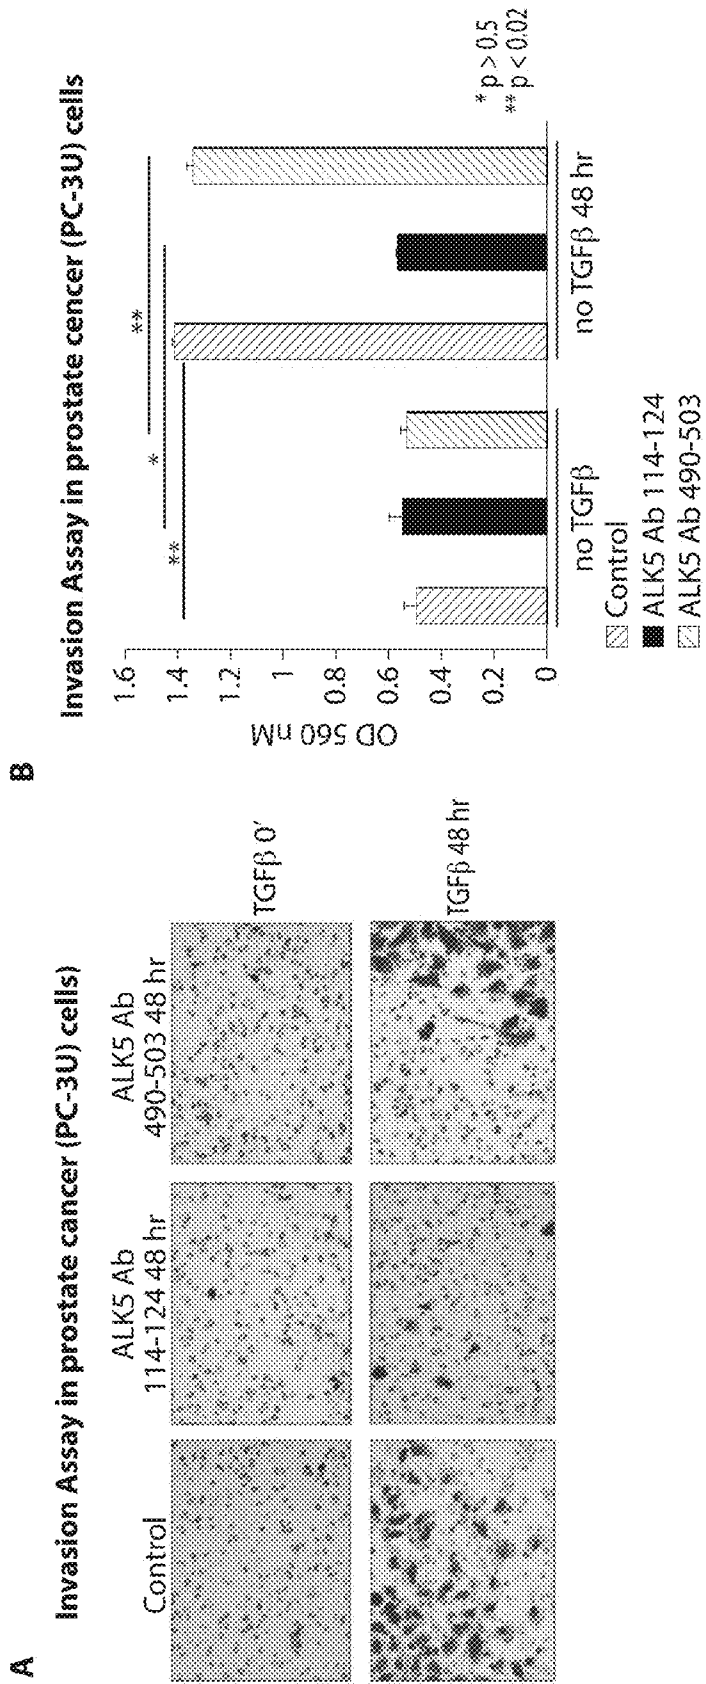 A
Invasion Assay in prostate cancer (PC-3U) cells)
Control
ALK5 Ab
114-124 48 hr
ALK5 Ab
490-503 48 hr
TGFβ 0’
TGFβ 48 hr
B
Invasion Assay in prostate cencer (PC-3U) cells
OD 560 nM
1.6
1.4
1.2
1
0.8
0.6
0.4
0.2
0
**
*
**
* p > 0.5
** p < 0.02
no TGFβ
no TGFβ 48 hr
Control
ALK5 Ab 114-124
ALK5 Ab 490-503